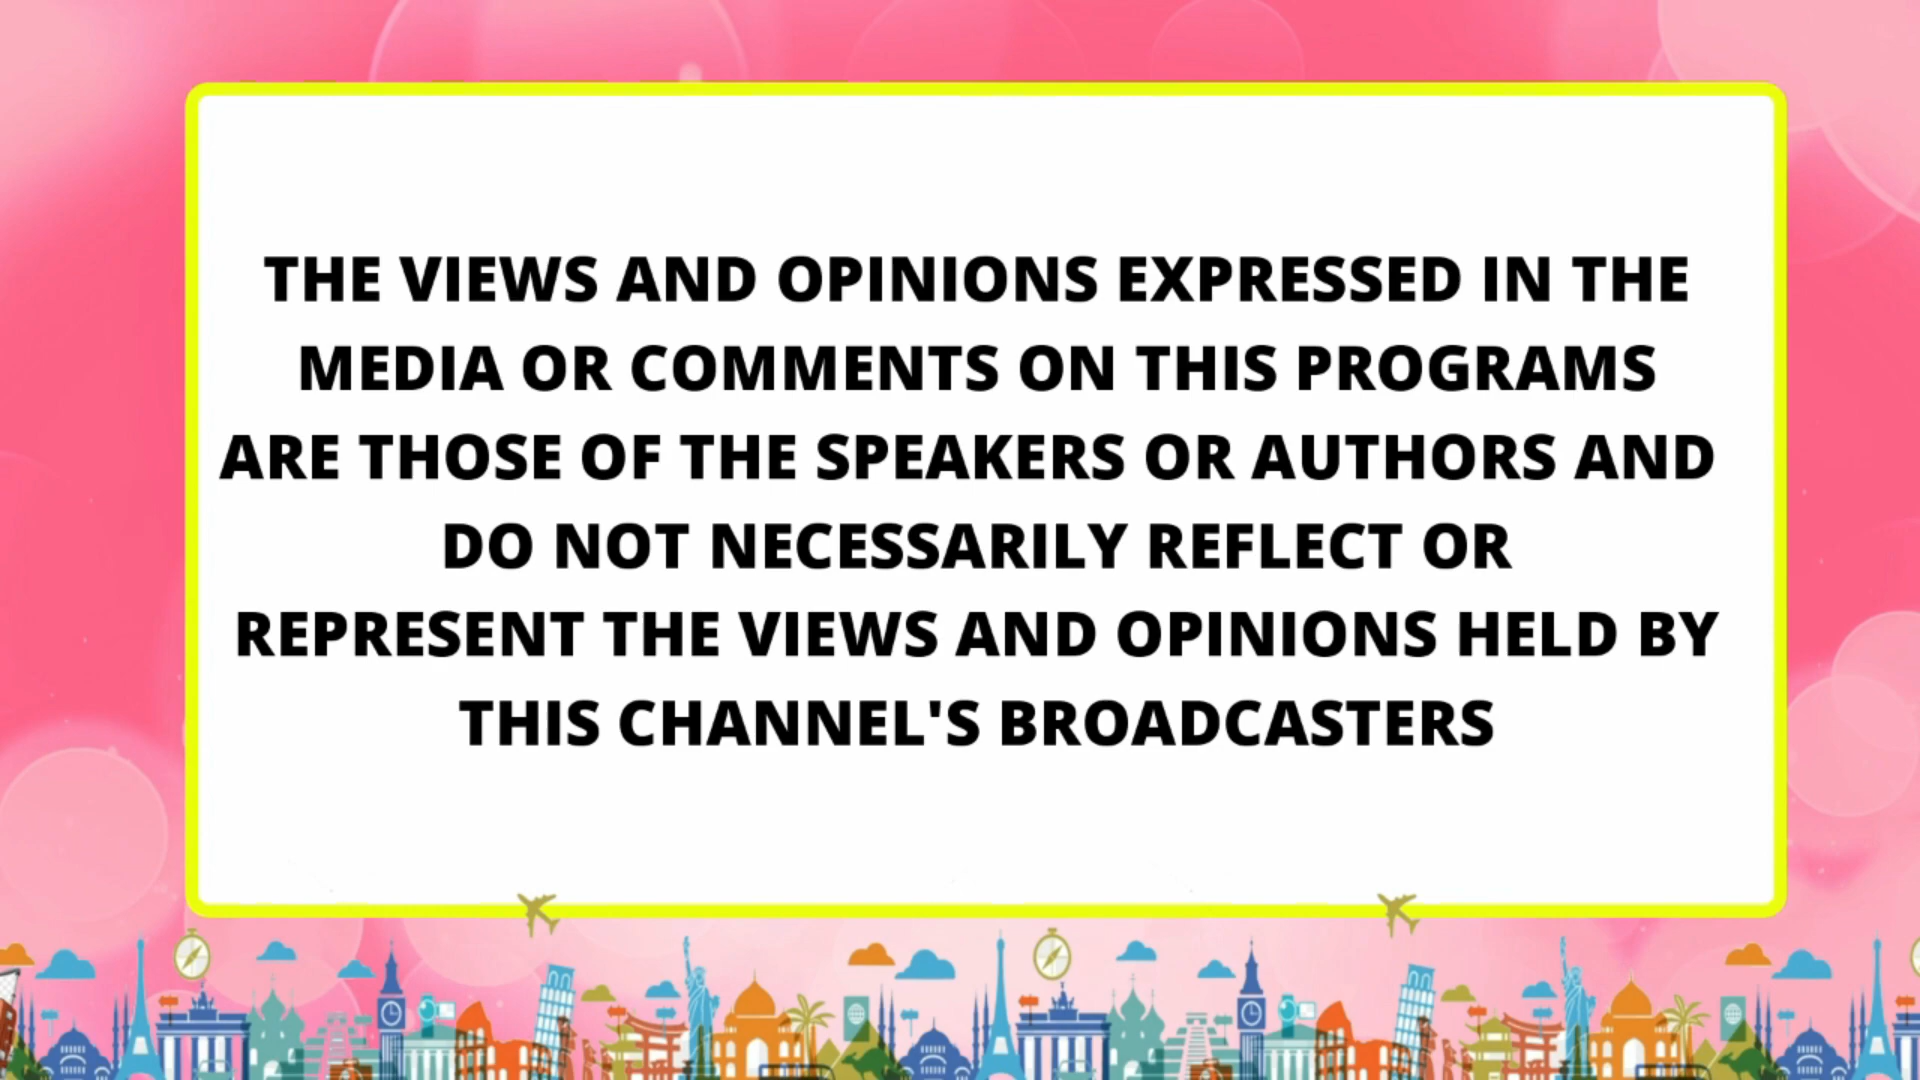 THE VIEWS AND OPINIONS EXPRESSED IN THE
MEDIA OR COMMENTS ON THIS PROGRAMS
ARE THOSE OF THE SPEAKERS OR AUTHORS AND
DO NOT NECESSARILY REFLECT OR
REPRESENT THE VIEWS AND OPINIONS HELD BY
THIS CHANNEL'S BROADCASTERS